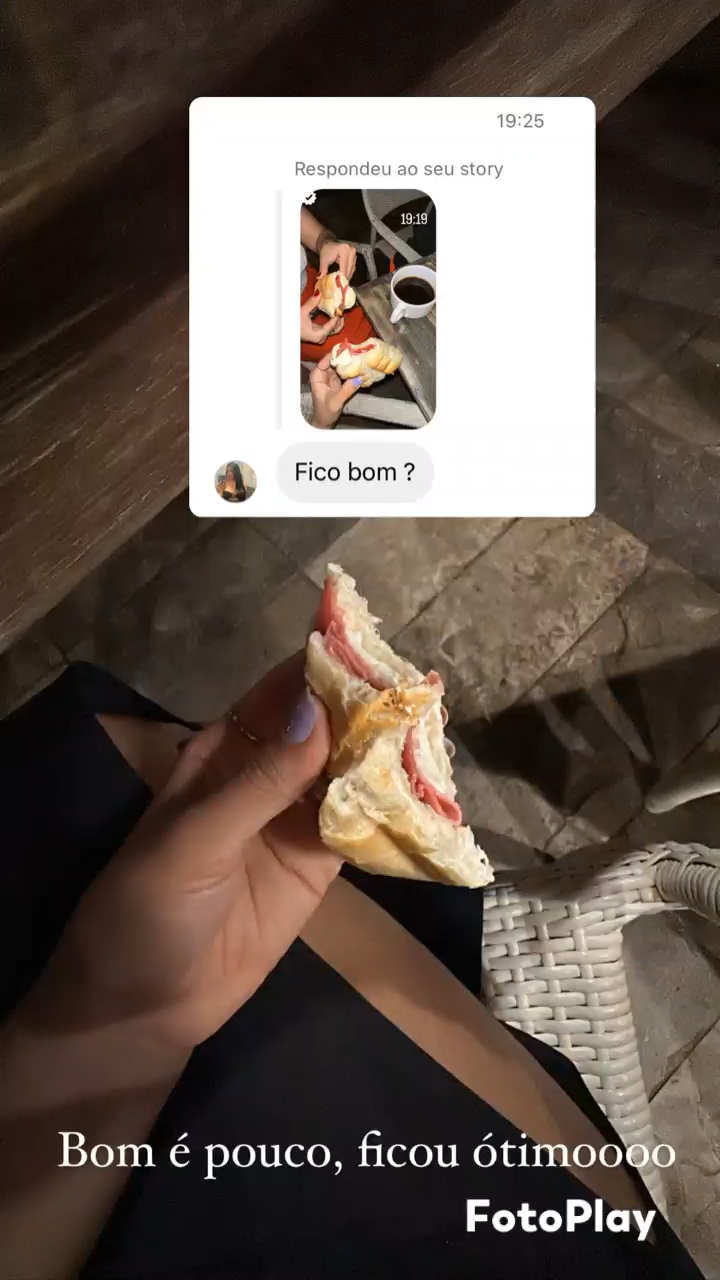 19:25
Respondeu ao seu story
19:19
Fico bom ?
Bom é pouco, ficou ótimoooo
FotoPlay